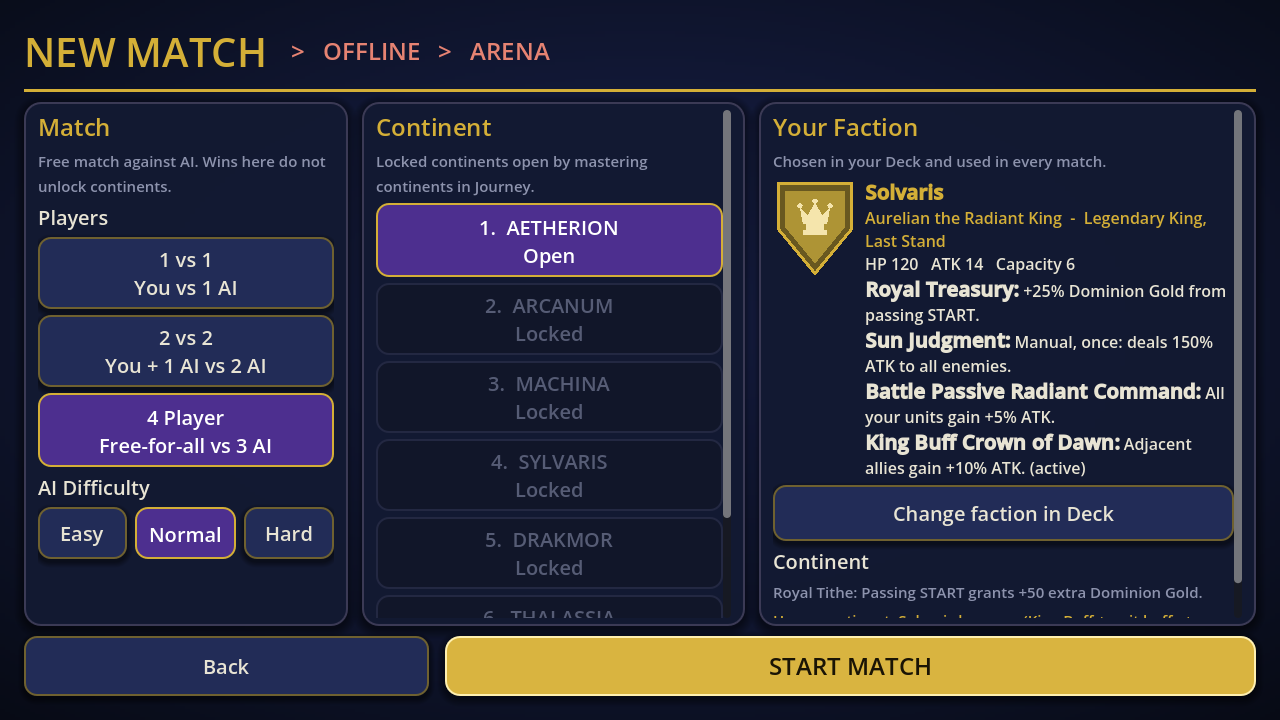 NEW MATCH > OFFLINE > ARENA
Match
Free match against AI. Wins here do not
unlock continents.
Players
1 vs 1
You vs 1 AI
2 vs 2
You + 1 AI vs 2 AI
4 Player
Free-for-all vs 3 AI
AI Difficulty
Easy
Normal
Hard
Continent
Locked continents open by mastering
continents in Journey.
1. AETHERION
Open
2. ARCANUM
Locked
3. MACHINA
Locked
4. SYLVARIS
Locked
5. DRAKMOR
Locked
6. THALASSIA
Your Faction
Chosen in your Deck and used in every match.
Solvaris
Aurelian the Radiant King - Legendary King,
Last Stand
HP 120 ATK 14 Capacity 6
Royal Treasury: +25% Dominion Gold from
passing START.
Sun Judgment: Manual, once: deals 150%
ATK to all enemies.
Battle Passive Radiant Command: All
your units gain +5% ATK.
King Buff Crown of Dawn: Adjacent
allies gain +10% ATK. (active)
Change faction in Deck
Continent
Royal Tithe: Passing START grants +50 extra Dominion Gold.
Back
START MATCH